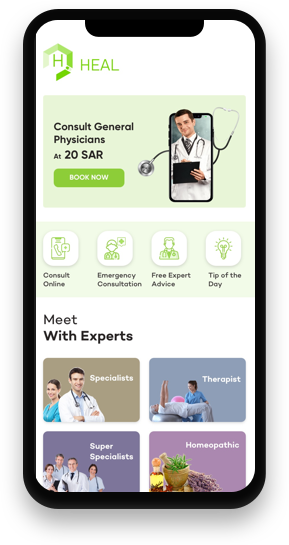 H
HEAL
Consult General
Physicians
At 20 SAR
BOOK NOW
Consult
Online
Emergency
Consultation
Free Expert
Advice
Tip of the
Day
Meet
With Experts
Specialists
Therapist
Super
Specialists
Homeopathic